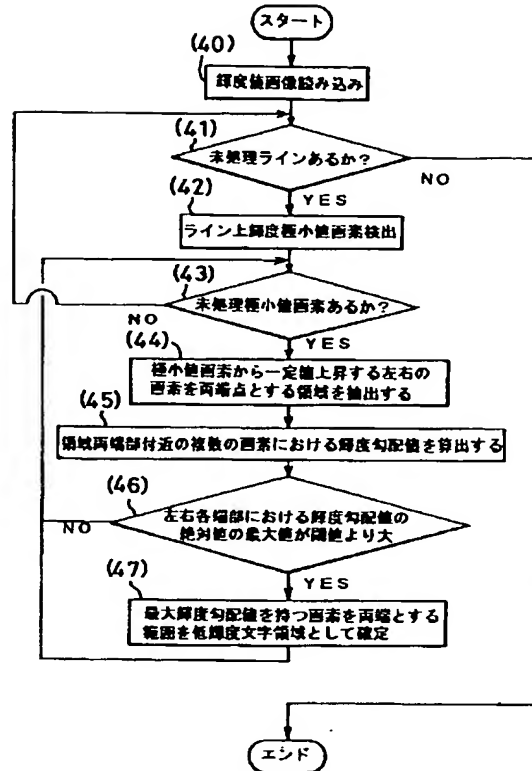 スタート
(40)
輝度値画像読み込み
(41)
未処理ラインあるか?
NO
YES
(42)
ライン上輝度極小値画素検出
(43)
未処理極小値画素あるか?
NO
YES
(44)
極小値画素から一定値上昇する左右の
画素を両端点とする領域を抽出する
(45)
領域両端部付近の複数の画素における輝度勾配値を算出する
(46)
左右各端部における輝度勾配値の
絶対値の最大値が閾値より大
NO
YES
(47)
最大輝度勾配値を持つ画素を両端とする
範囲を低輝度文字領域として確定
エンド